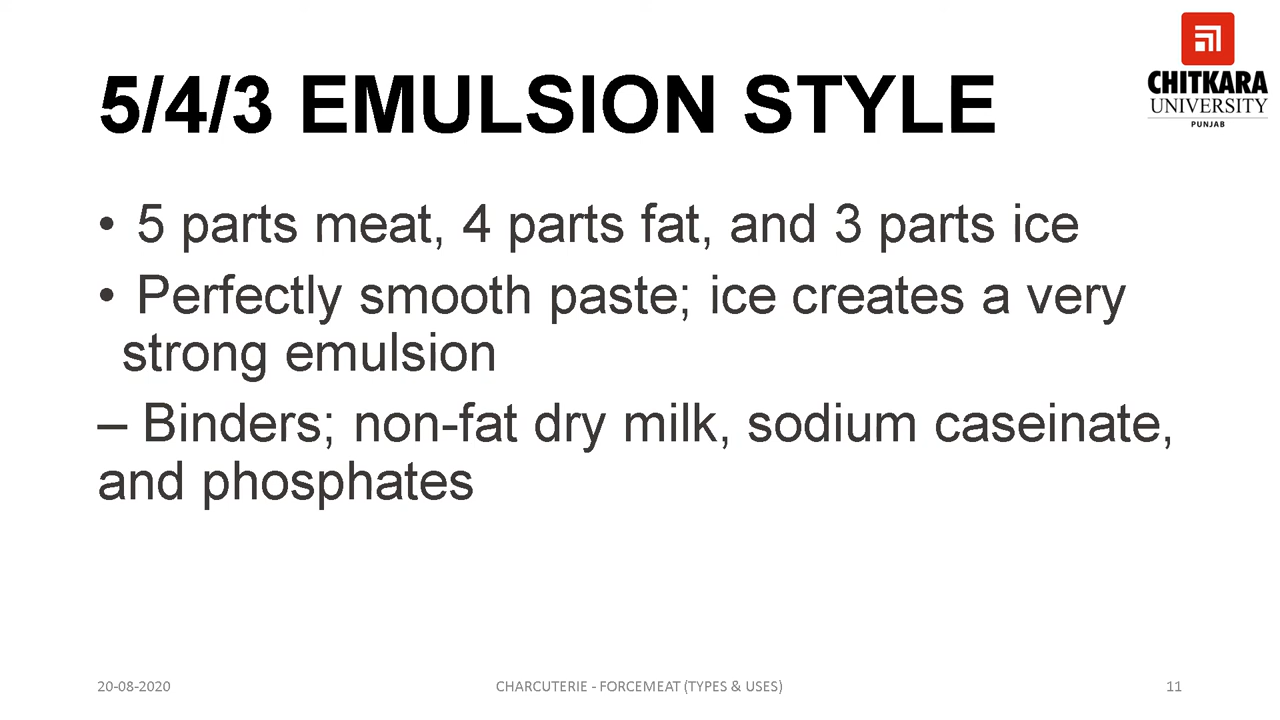 5/4/3 EMULSION STYLE
CHITKARA
UNIVERSITY
PUNJAB
• 5 parts meat, 4 parts fat, and 3 parts ice
• Perfectly smooth paste; ice creates a very
strong emulsion
– Binders; non-fat dry milk, sodium caseinate,
and phosphates
20-08-2020
CHARCUTERIE - FORCEMEAT (TYPES & USES)
11